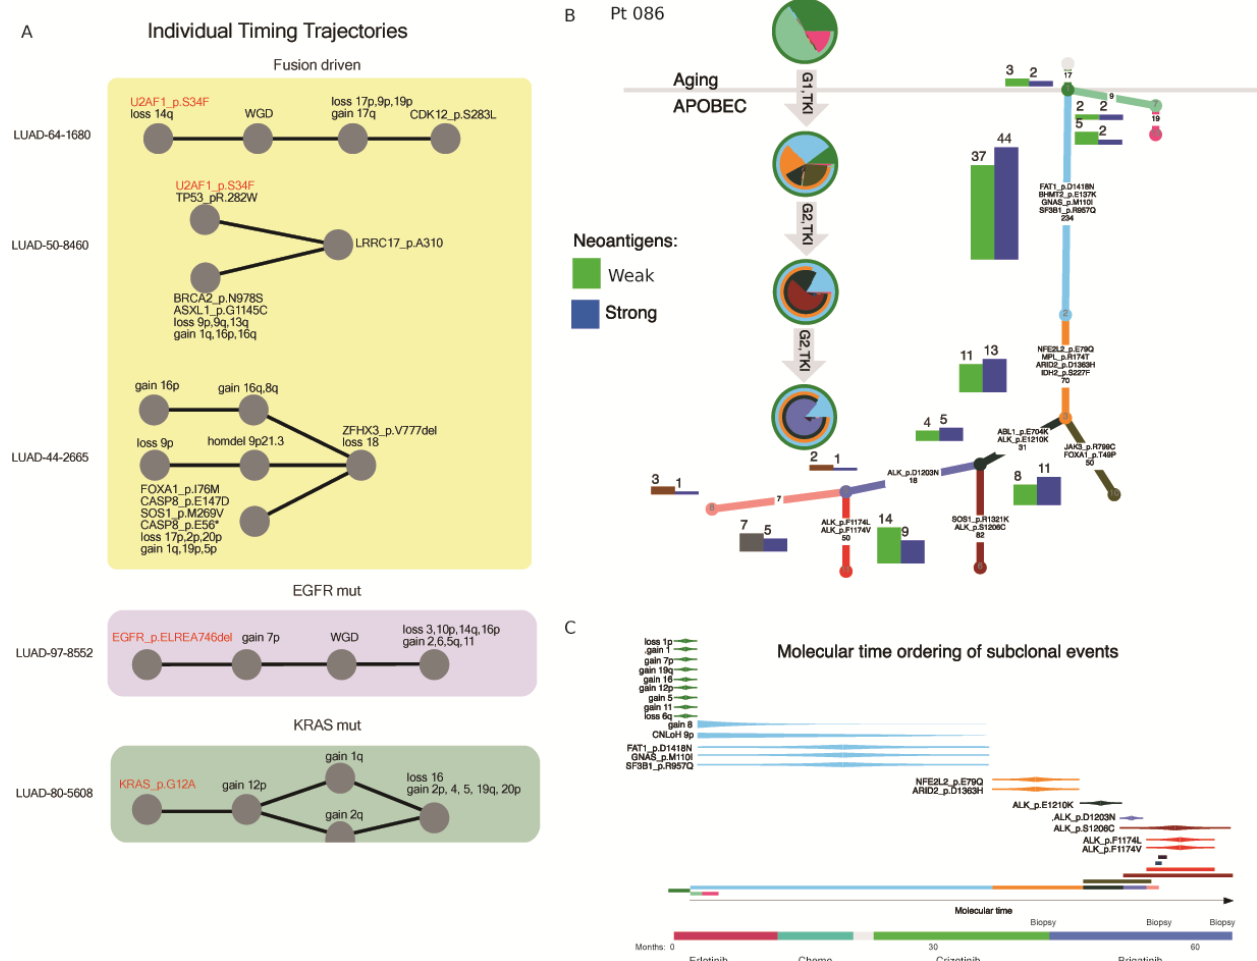 A
Individual Timing Trajectories
Fusion driven
LUAD-64-1680
U2AF1_p.S34F
loss 14q
WGD
loss 17p,9p,19p
gain 17q
CDK12_p.S283L
LUAD-50-8460
U2AF1_p.S34F
TP53_pR.282W
LRRC17_p.A310
BRCA2_p.N978S
ASXL1_p.G1145C
loss 9p,9q,13q
gain 1q,16p,16q
LUAD-44-2665
gain 16p
gain 16q,8q
loss 9p
homdel 9p21.3
ZFHX3_p.V777del
loss 18
FOXA1_p.I76M
CASP8_p.E147D
SOS1_p.M269V
CASP8_p.E56*
loss 17p,2p,20p
gain 1q,19p,5p
EGFR mut
LUAD-97-8552
EGFR_p.ELREA746del
gain 7p
WGD
loss 3,10p,14q,16p
gain 2,6,5q,11
KRAS mut
LUAD-80-5608
KRAS_p.G12A
gain 12p
gain 1q
gain 2q
loss 16
gain 2p, 4, 5, 19q, 20p
B
Pt 086
Aging
APOBEC
G1,TKI
G2,TKI
G2,TKI
Neoantigens:
Weak
Strong
3 2
17
9
7
2 2
19
5 2
37 44
FAT1_p.D1418N
BHMT2_p.E137K
GNAS_p.M110I
SF3B1_p.R957Q
234
2
11 13
NFE2L2_p.E79Q
MPL_p.R174T
ARID2_p.D1363H
IDH2_p.S227F
70
3
4 5
ABL1_p.E704K
ALK_p.E1210K
31
JAK3_p.R799C
FOXA1_p.T49P
50
10
8 11
2 1
ALK_p.D1203N
18
3 1
8
7
7 5
ALK_p.F1174L
ALK_p.F1174V
50
14 9
SOS1_p.R1321K
ALK_p.S1206C
82
C
Molecular time ordering of subclonal events
loss 1p
gain 1
gain 7p
gain 19q
gain 16
gain 12p
gain 5
gain 11
loss 6q
gain 8
CNLoH 9p
FAT1_p.D1418N
GNAS_p.M110I
SF3B1_p.R957Q
NFE2L2_p.E79Q
ARID2_p.D1363H
ALK_p.E1210K
ALK_p.D1203N
ALK_p.S1206C
ALK_p.F1174L
ALK_p.F1174V
Molecular time
Biopsy Biopsy Biopsy
Months: 0 30 60
Erlotinib Chemo Crizotinib Brigatinib